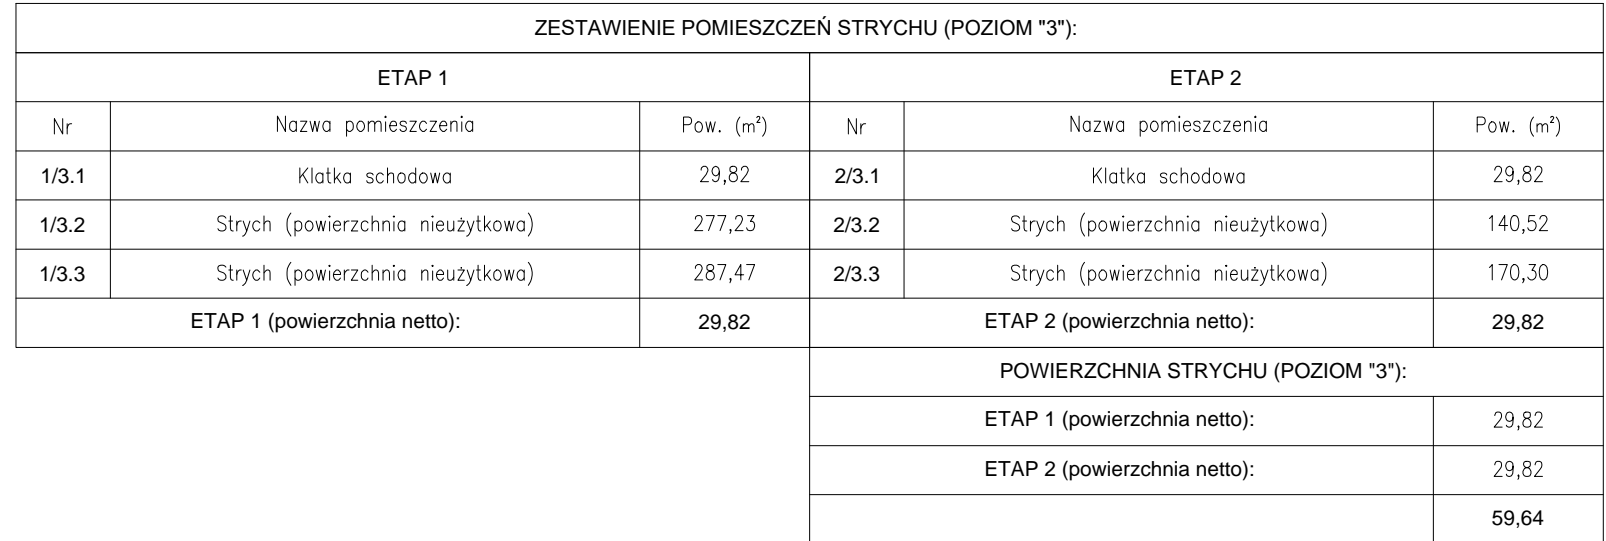 ZESTAWIENIE POMIESZCZEŃ STRYCHU (POZIOM "3"):
ETAP 1 ETAP 2
Nr Nazwa pomieszczenia Pow. (m²) Nr Nazwa pomieszczenia Pow. (m²)
1/3.1 Klatka schodowa 29,82 2/3.1 Klatka schodowa 29,82
1/3.2 Strych (powierzchnia nieużytkowa) 277,23 2/3.2 Strych (powierzchnia nieużytkowa) 140,52
1/3.3 Strych (powierzchnia nieużytkowa) 287,47 2/3.3 Strych (powierzchnia nieużytkowa) 170,30
ETAP 1 (powierzchnia netto): 29,82 ETAP 2 (powierzchnia netto): 29,82
POWIERZCHNIA STRYCHU (POZIOM "3"):
ETAP 1 (powierzchnia netto): 29,82
ETAP 2 (powierzchnia netto): 29,82
59,64